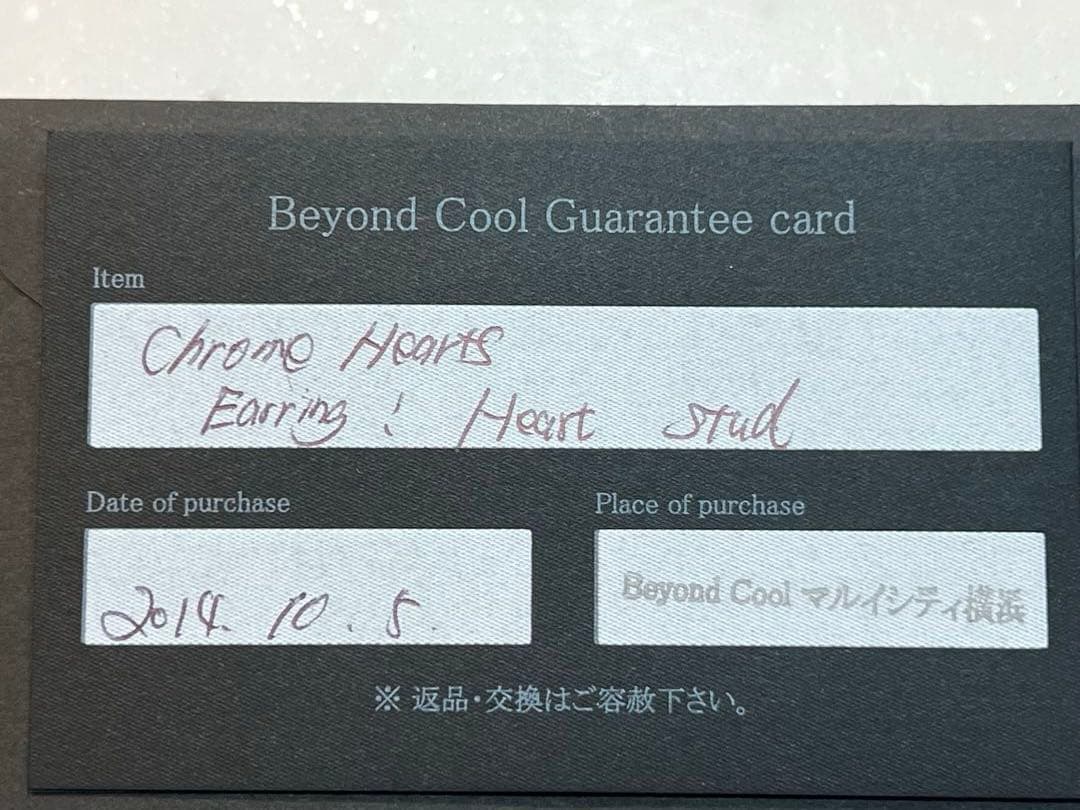 Beyond Cool Guarantee card
Item
Chrome Hearts
Earring ! Heart stud
Date of purchase
Place of purchase
2014. 10. 5.
Beyond Cool マルイシティ横浜
※ 返品・交換はご容赦下さい。